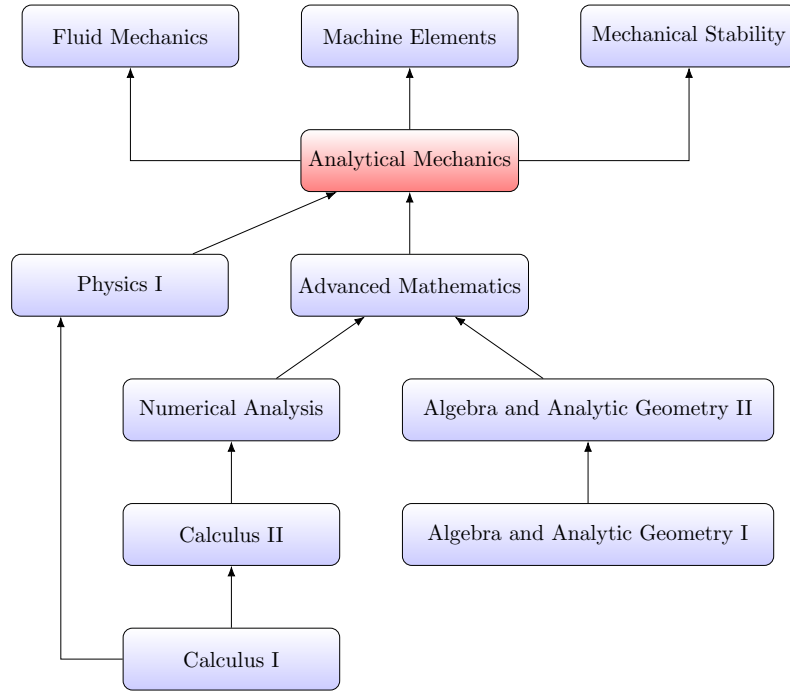 Fluid Mechanics
Machine Elements
Mechanical Stability
Analytical Mechanics
Physics I
Advanced Mathematics
Numerical Analysis
Algebra and Analytic Geometry II
Calculus II
Algebra and Analytic Geometry I
Calculus I